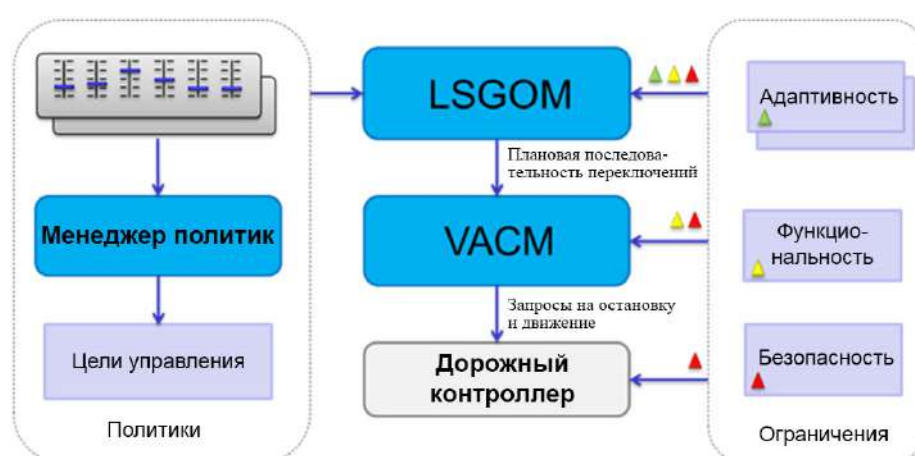 LSGOM
Адаптивность
Плановая последова-
тельность переключений
Менеджер политик
VACM
Функцио-
нальность
Запросы на остановку
и движение
Цели управления
Дорожный
контроллер
Безопасность
Политики
Ограничения